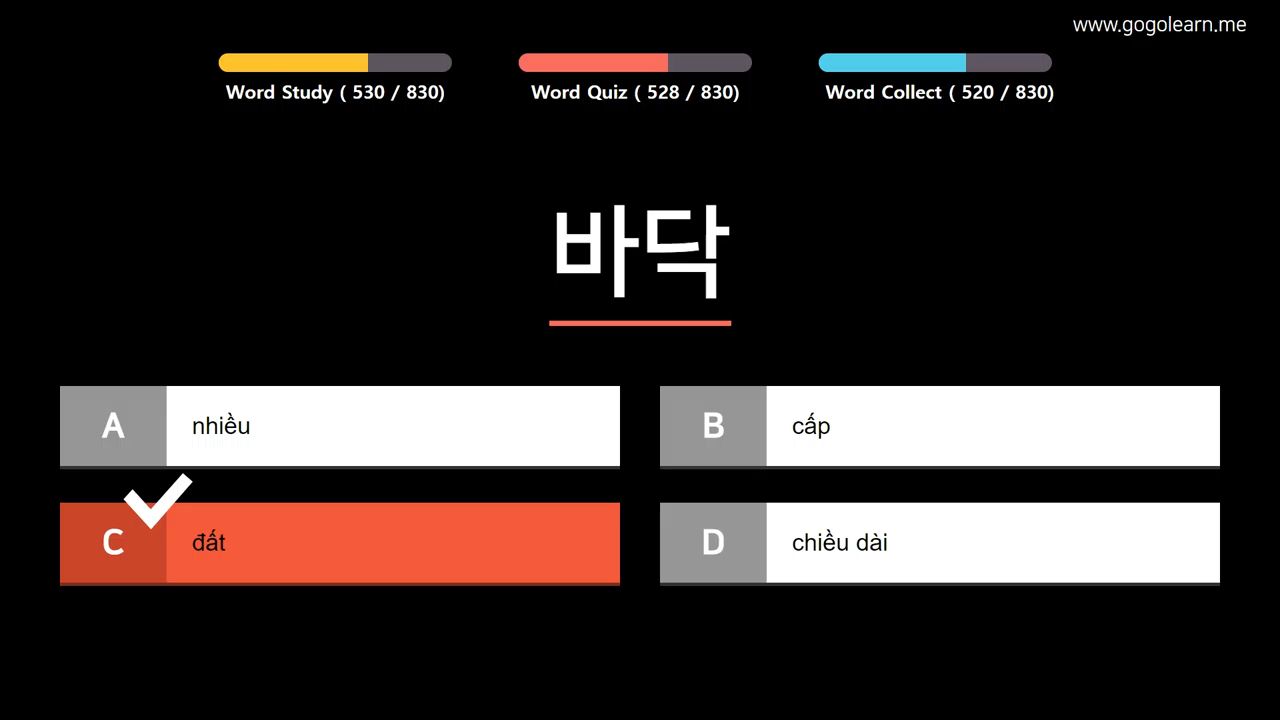 www.gogolearn.me
Word Study ( 530 / 830)
Word Quiz ( 528 / 830)
Word Collect ( 520 / 830)
바닥
A
nhiều
B
cấp
C
đất
D
chiều dài